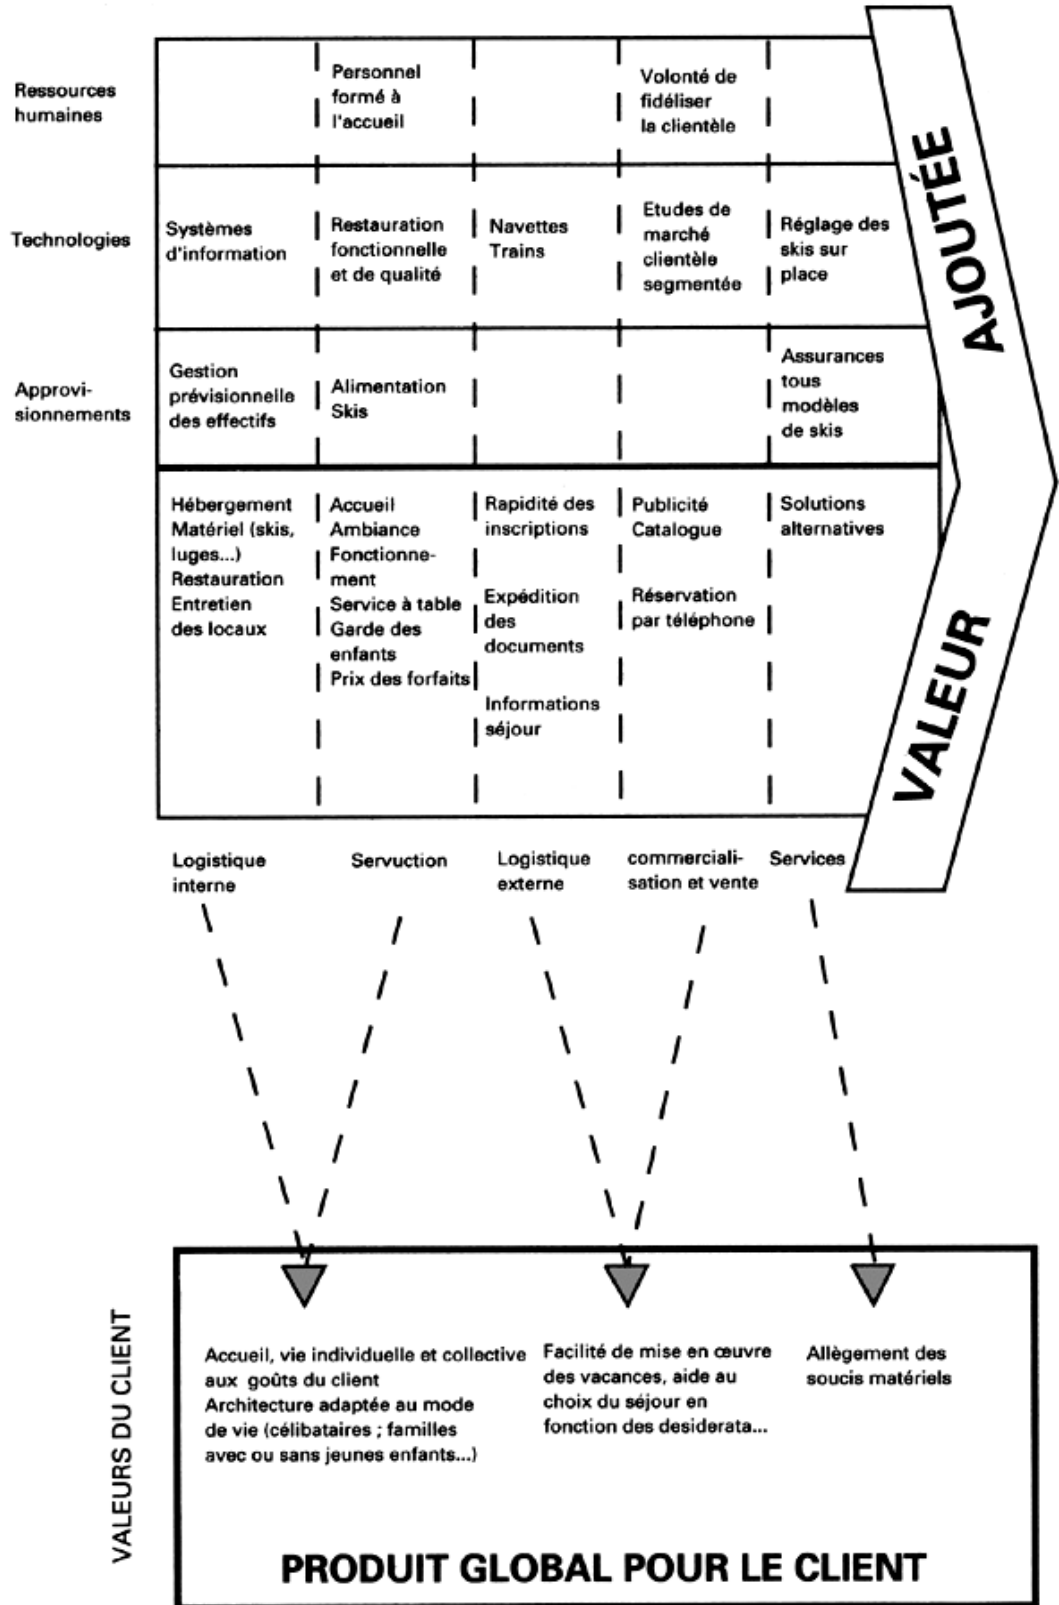 Ressources
humaines
Personnel
formé à
l'accueil
Volonté de
fidéliser
la clientèle
Technologies
Systèmes
d'information
Restauration
fonctionnelle
et de qualité
Navettes
Trains
Etudes de
marché
clientèle
segmentée
Réglage des
skis sur
place
Approvi-
sionnements
Gestion
prévisionnelle
des effectifs
Alimentation
Skis
Assurances
tous
modèles
de skis
Hébergement
Matériel (skis,
luges...)
Restauration
Entretien
des locaux
Accueil
Ambiance
Fonctionne-
ment
Service à table
Garde des
enfants
Prix des forfaits
Rapidité des
inscriptions
Expédition
des
documents
Informations
séjour
Publicité
Catalogue
Réservation
par téléphone
Solutions
alternatives
VALEUR
AJOUTÉE
Logistique
interne
Servuction
Logistique
externe
commerciali-
sation et vente
Services
VALEURS DU CLIENT
Accueil, vie individuelle et collective
aux goûts du client
Architecture adaptée au mode
de vie (célibataires ; familles
avec ou sans jeunes enfants...)
Facilité de mise en œuvre
des vacances, aide au
choix du séjour en
fonction des desiderata...
Allègement des
soucis matériels
PRODUIT GLOBAL POUR LE CLIENT